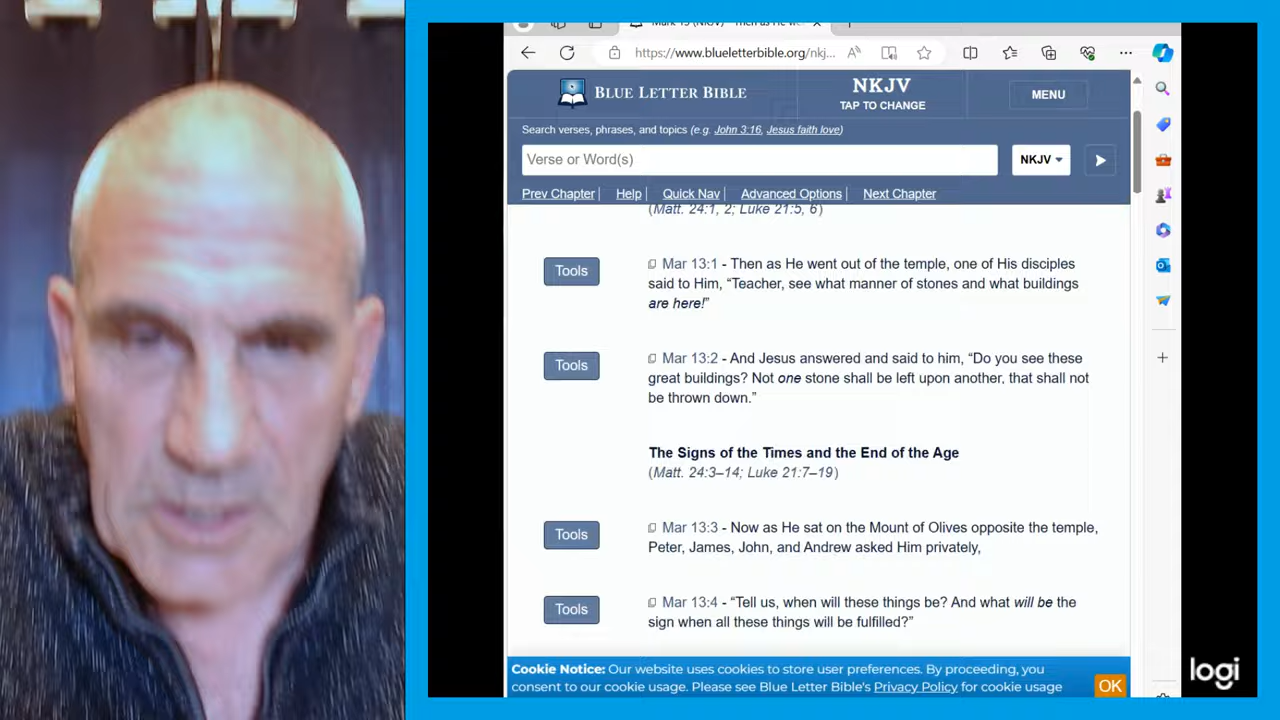 Mark 13 (NKJV) - Then as He we
https://www.blueletterbible.org/nkj...
BLUE LETTER BIBLE
NKJV
TAP TO CHANGE
MENU
Search verses, phrases, and topics (e.g. John 3:16, Jesus faith love)
Verse or Word(s)
NKJV
Prev Chapter | Help | Quick Nav | Advanced Options | Next Chapter
(Matt. 24:1, 2; Luke 21:5, 6)
Tools
Mar 13:1 - Then as He went out of the temple, one of His disciples
said to Him, “Teacher, see what manner of stones and what buildings
are here!”
Tools
Mar 13:2 - And Jesus answered and said to him, “Do you see these
great buildings? Not one stone shall be left upon another, that shall not
be thrown down.”
The Signs of the Times and the End of the Age
(Matt. 24:3–14; Luke 21:7–19)
Tools
Mar 13:3 - Now as He sat on the Mount of Olives opposite the temple,
Peter, James, John, and Andrew asked Him privately,
Tools
Mar 13:4 - “Tell us, when will these things be? And what will be the
sign when all these things will be fulfilled?”
Cookie Notice: Our website uses cookies to store user preferences. By proceeding, you
consent to our cookie usage. Please see Blue Letter Bible's Privacy Policy for cookie usage
OK
logi